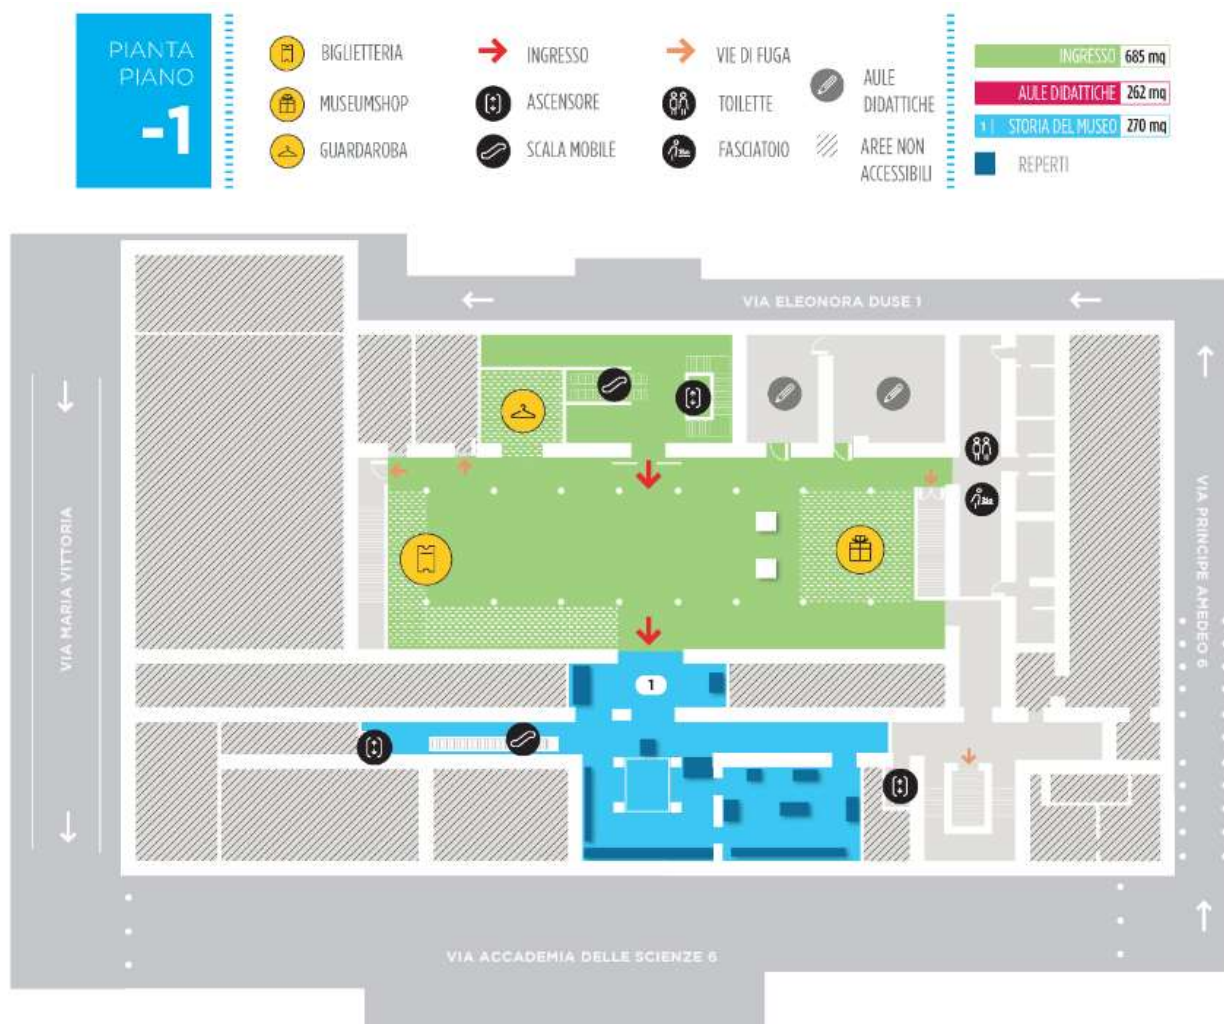 PIANTA
PIANO
-1
BIGLIETTERIA
MUSEUMSHOP
GUARDAROBA
INGRESSO
ASCENSORE
SCALA MOBILE
VIE DI FUGA
TOILETTE
FASCIATOIO
AULE
DIDATTICHE
AREE NON
ACCESSIBILI
INGRESSO 685 mq
AULE DIDATTICHE 262 mq
1 | STORIA DEL MUSEO 270 mq
REPERTI
VIA ELEONORA DUSE 1
VIA MARIA VITTORIA
VIA PRINCIPE AMEDEO 6
1
VIA ACCADEMIA DELLE SCIENZE 6